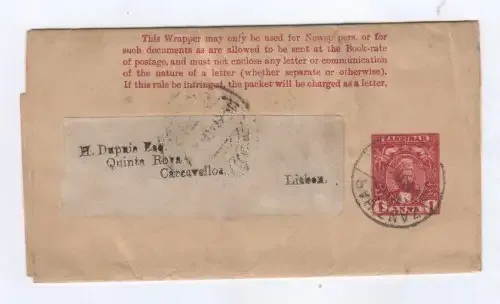 This Wrapper may only be used for Newspapers, or for
such documents as are allowed to be sent at the Book-rate
of postage, and must not enclose any letter or communication
of the nature of a letter (whether separate or otherwise).
If this rule be infringed, the packet will be charged as a letter.
H. Dupuis Esq.
Quinta Roya
Carcavellos.
Lisbon.
ZANZIBAR
1 ANNA 1
ZANZIBAR